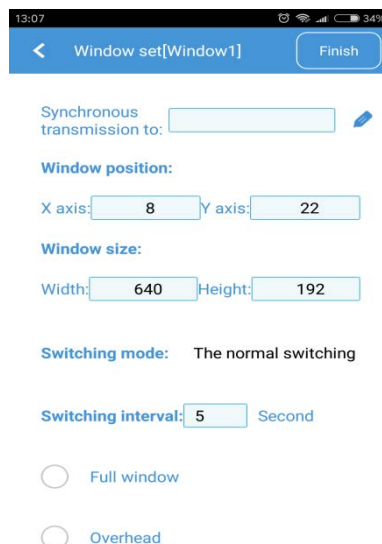 13:07 34%
Window set[Window1] Finish
Synchronous
transmission to:
Window position:
X axis: 8 Y axis: 22
Window size:
Width: 640 Height: 192
Switching mode: The normal switching
Switching interval: 5 Second
Full window
Overhead